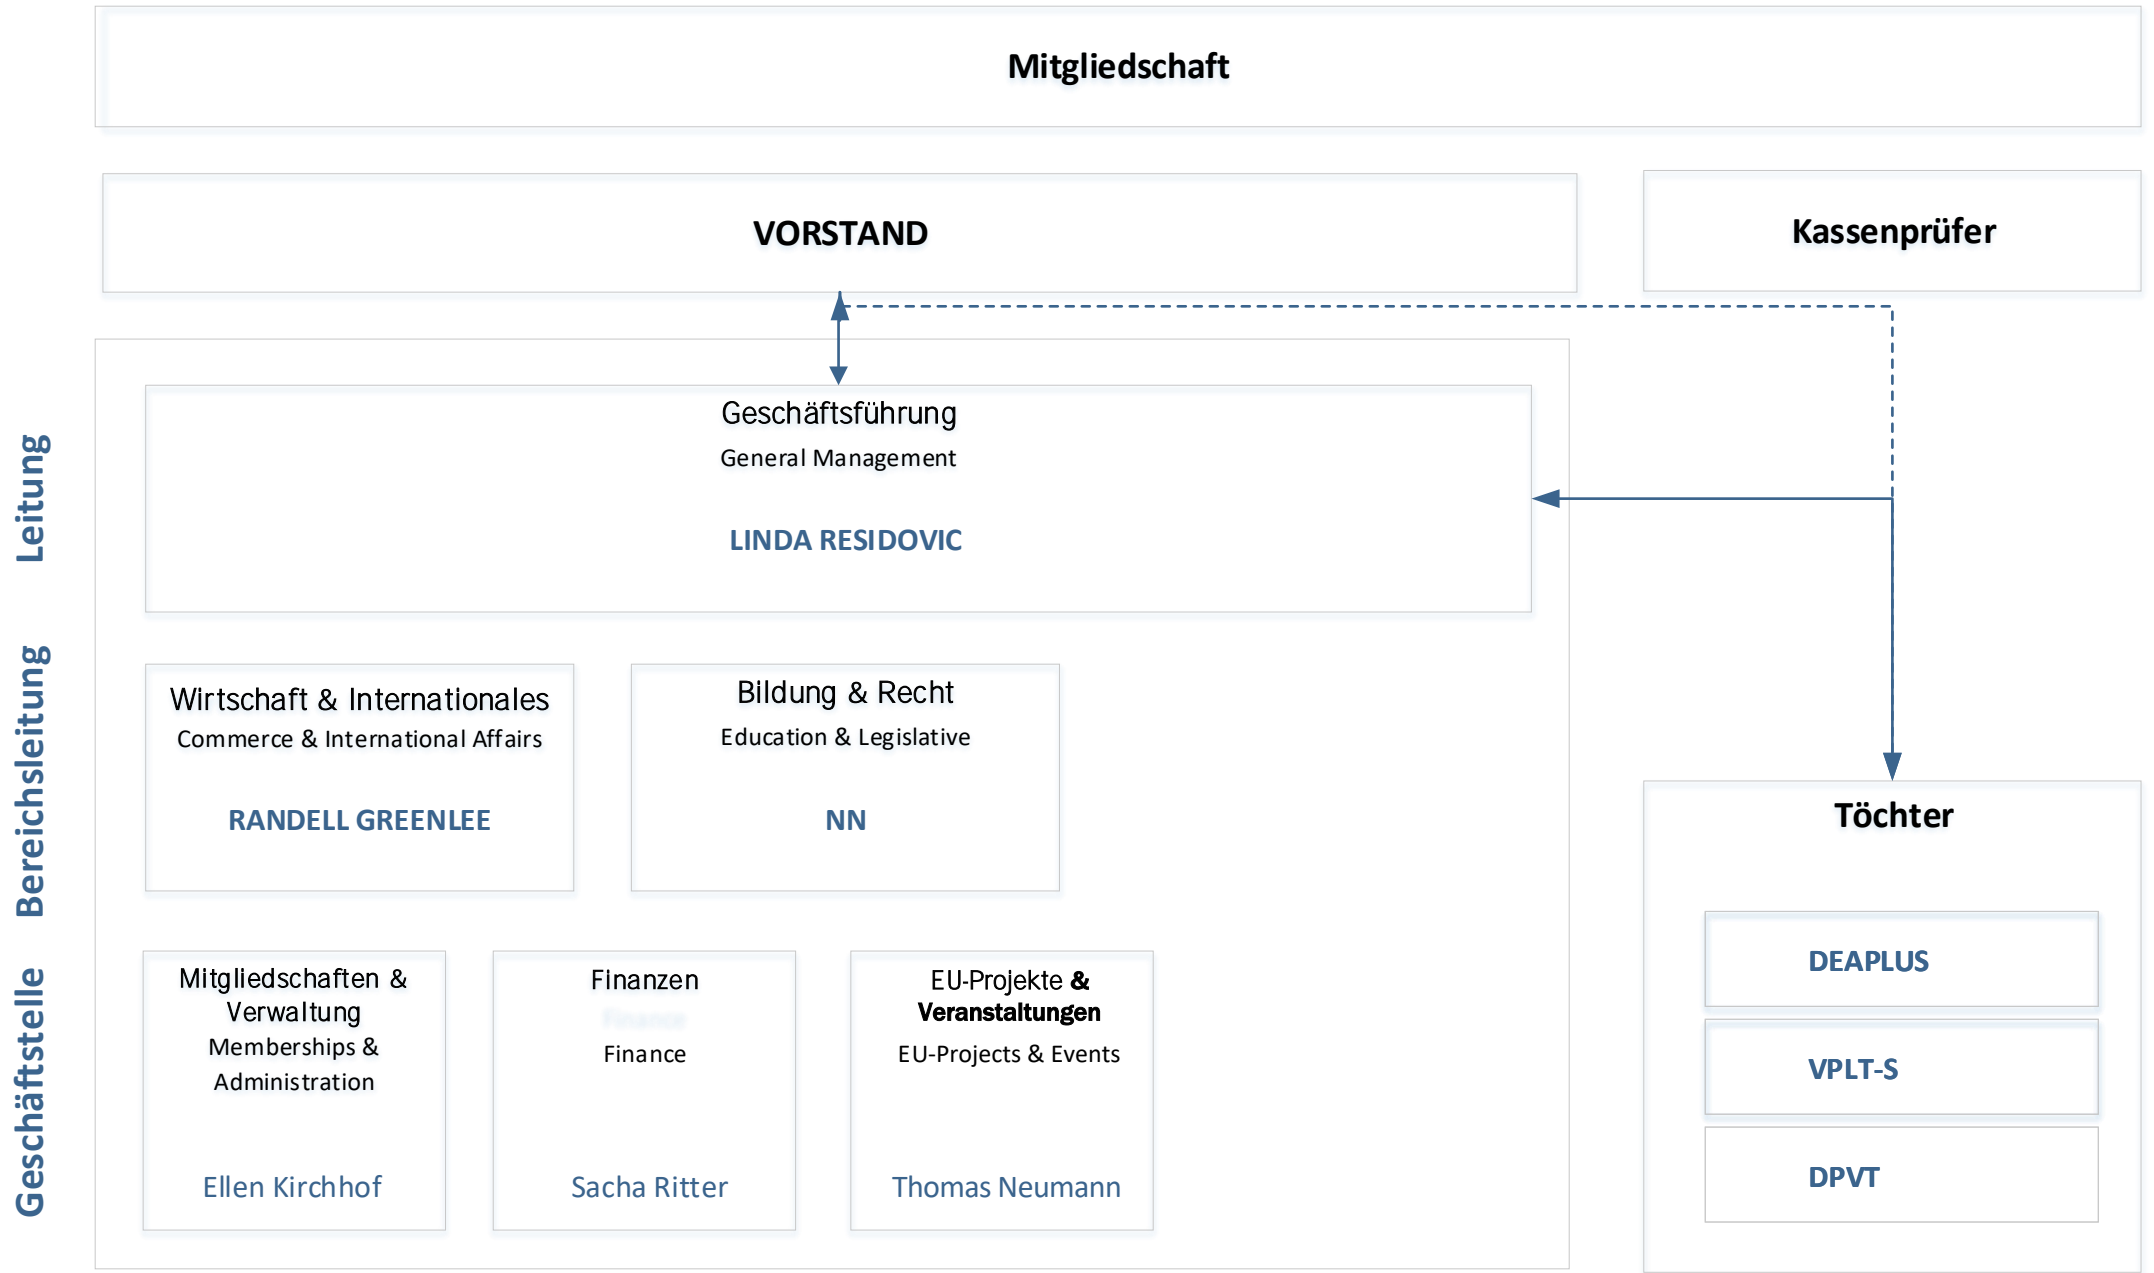 Mitgliedschaft
VORSTAND
Kassenprüfer
Leitung
Geschäftsführung
General Management
LINDA RESIDOVIC
Bereichsleitung
Wirtschaft & Internationales
Commerce & International Affairs
RANDELL GREENLEE
Bildung & Recht
Education & Legislative
NN
Geschäftstelle
Mitgliedschaften &
Verwaltung
Memberships &
Administration
Ellen Kirchhof
Finanzen
Finance
Finance
Sacha Ritter
EU-Projekte &
Veranstaltungen
EU-Projects & Events
Thomas Neumann
Töchter
DEAPLUS
VPLT-S
DPVT